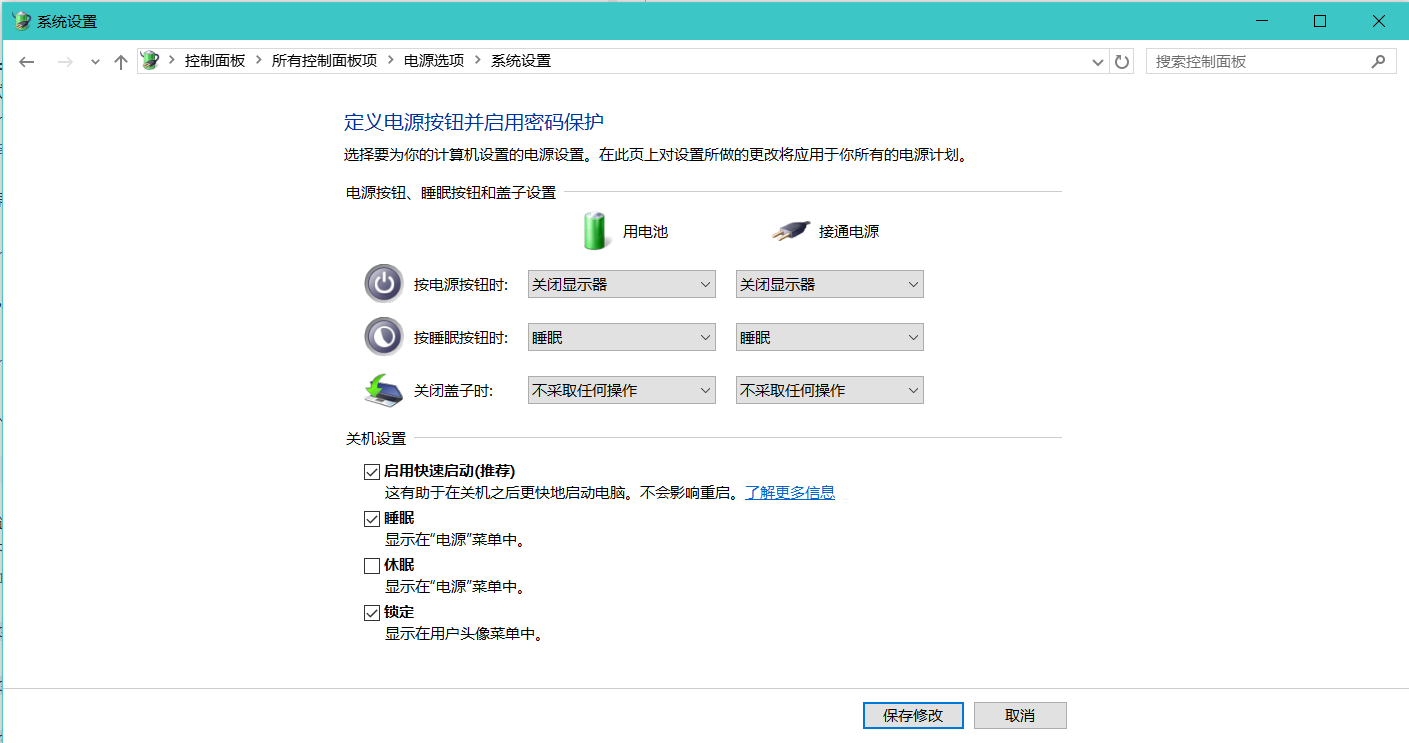 系统设置
控制面板 所有控制面板项 电源选项 系统设置
搜索控制面板
定义电源按钮并启用密码保护
选择要为你的计算机设置的电源设置。在此页上对设置所做的更改将应用于你所有的电源计划。
电源按钮、睡眠按钮和盖子设置
用电池 接通电源
按电源按钮时: 关闭显示器 关闭显示器
按睡眠按钮时: 睡眠 睡眠
关闭盖子时: 不采取任何操作 不采取任何操作
关机设置
启用快速启动(推荐)
这有助于在关机之后更快地启动电脑。不会影响重启。了解更多信息
睡眠
显示在“电源”菜单中。
休眠
显示在“电源”菜单中。
锁定
显示在用户头像菜单中。
保存修改 取消